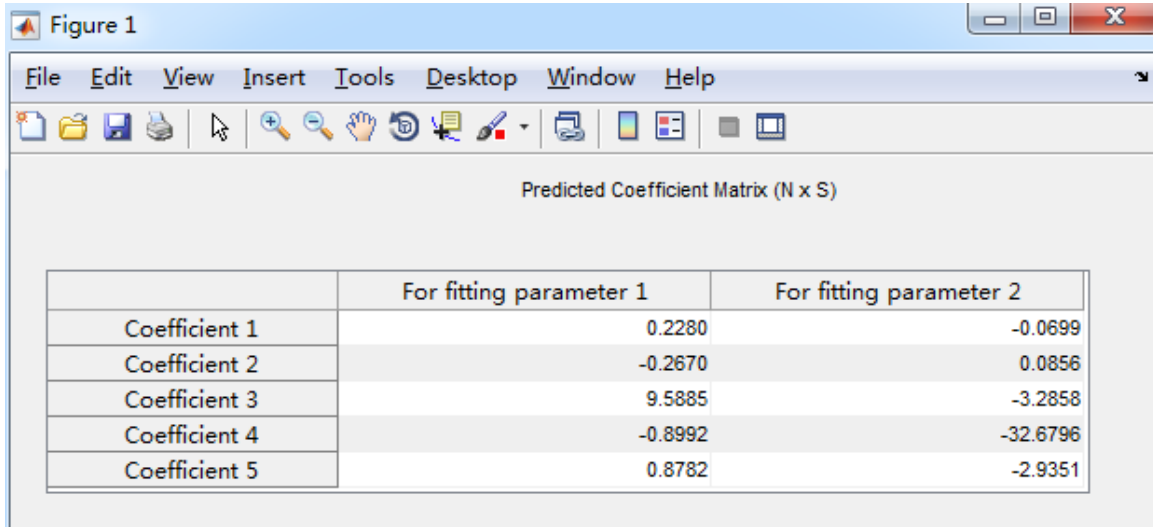 Figure 1
File Edit View Insert Tools Desktop Window Help
Predicted Coefficient Matrix (N x S)
For fitting parameter 1 For fitting parameter 2
Coefficient 1 0.2280 -0.0699
Coefficient 2 -0.2670 0.0856
Coefficient 3 9.5885 -3.2858
Coefficient 4 -0.8992 -32.6796
Coefficient 5 0.8782 -2.9351